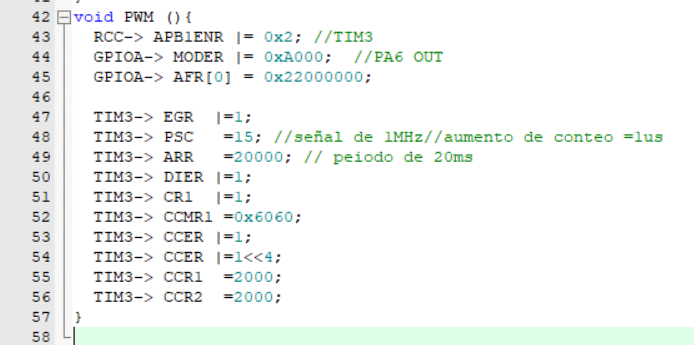 42 void PWM (){
43 RCC-> APB1ENR |= 0x2; //TIM3
44 GPIOA-> MODER |= 0xA000; //PA6 OUT
45 GPIOA-> AFR[0] = 0x22000000;
46
47 TIM3-> EGR |=1;
48 TIM3-> PSC =15; //señal de 1MHz//aumento de conteo =1us
49 TIM3-> ARR =20000; // peiodo de 20ms
50 TIM3-> DIER |=1;
51 TIM3-> CR1 |=1;
52 TIM3-> CCMR1 =0x6060;
53 TIM3-> CCER |=1;
54 TIM3-> CCER |=1<<4;
55 TIM3-> CCR1 =2000;
56 TIM3-> CCR2 =2000;
57 }
58